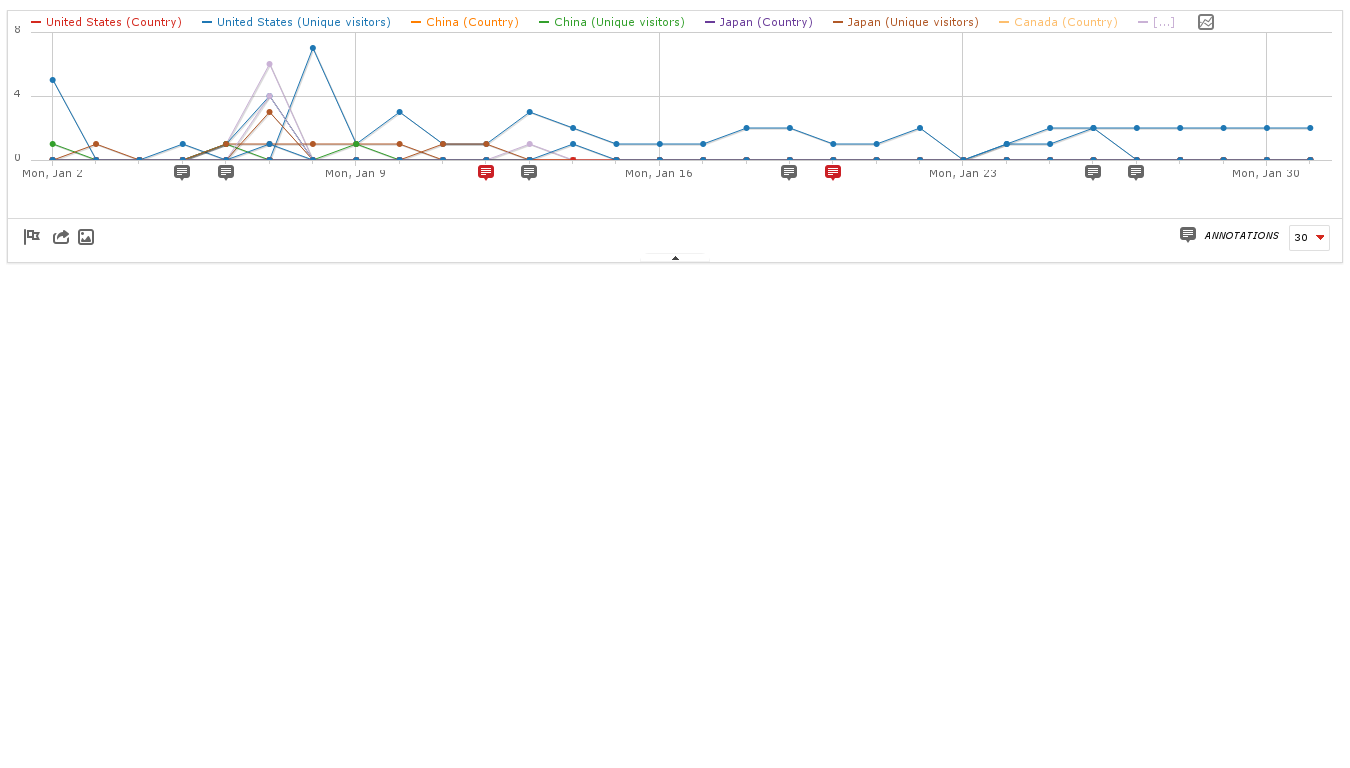 United States (Country) United States (Unique visitors) China (Country) China (Unique visitors) Japan (Country) Japan (Unique visitors) Canada (Country) [...]
8
4
0
Mon, Jan 2 Mon, Jan 9 Mon, Jan 16 Mon, Jan 23 Mon, Jan 30
ANNOTATIONS 30